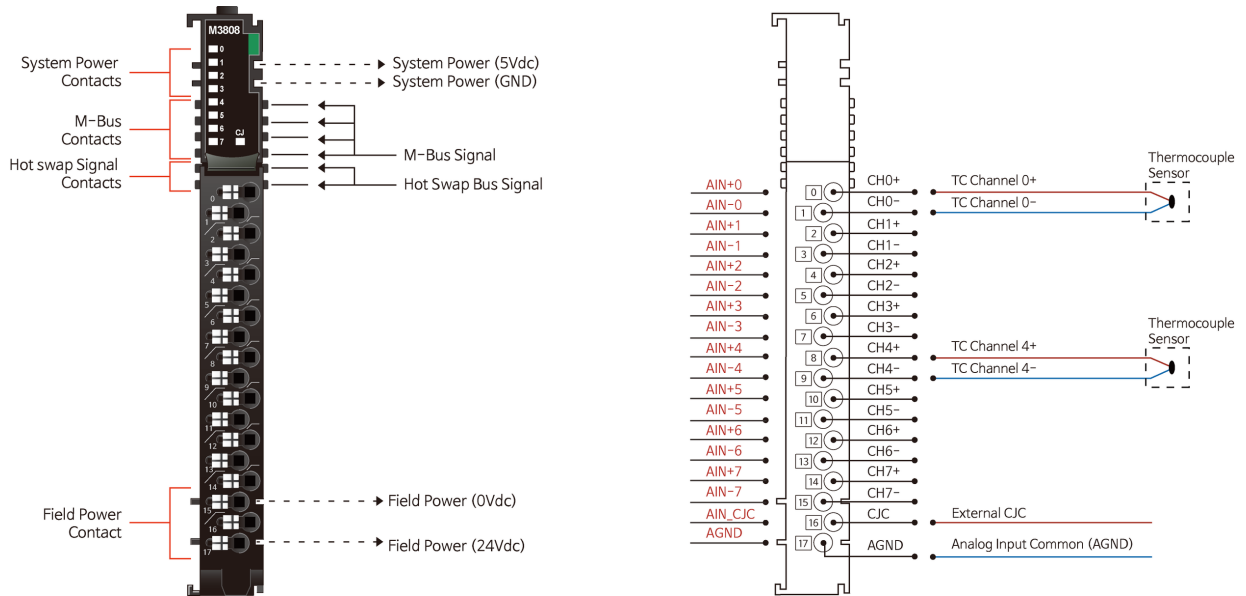 M3808
0
1
2
3
4
5
6
7
CJ
System Power
Contacts
M-Bus
Contacts
Hot swap Signal
Contacts
System Power (5Vdc)
System Power (GND)
M-Bus Signal
Hot Swap Bus Signal
0
1
2
3
4
5
6
7
8
9
10
11
12
13
14
15
16
17
Field Power
Contact
Field Power (0Vdc)
Field Power (24Vdc)
AIN+0
AIN-0
AIN+1
AIN-1
AIN+2
AIN-2
AIN+3
AIN-3
AIN+4
AIN-4
AIN+5
AIN-5
AIN+6
AIN-6
AIN+7
AIN-7
AIN_CJC
AGND
0
1
2
3
4
5
6
7
8
9
10
11
12
13
14
15
16
17
CH0+
CH0-
CH1+
CH1-
CH2+
CH2-
CH3+
CH3-
CH4+
CH4-
CH5+
CH5-
CH6+
CH6-
CH7+
CH7-
CJC
AGND
TC Channel 0+
TC Channel 0-
Thermocouple
Sensor
TC Channel 4+
TC Channel 4-
Thermocouple
Sensor
External CJC
Analog Input Common (AGND)